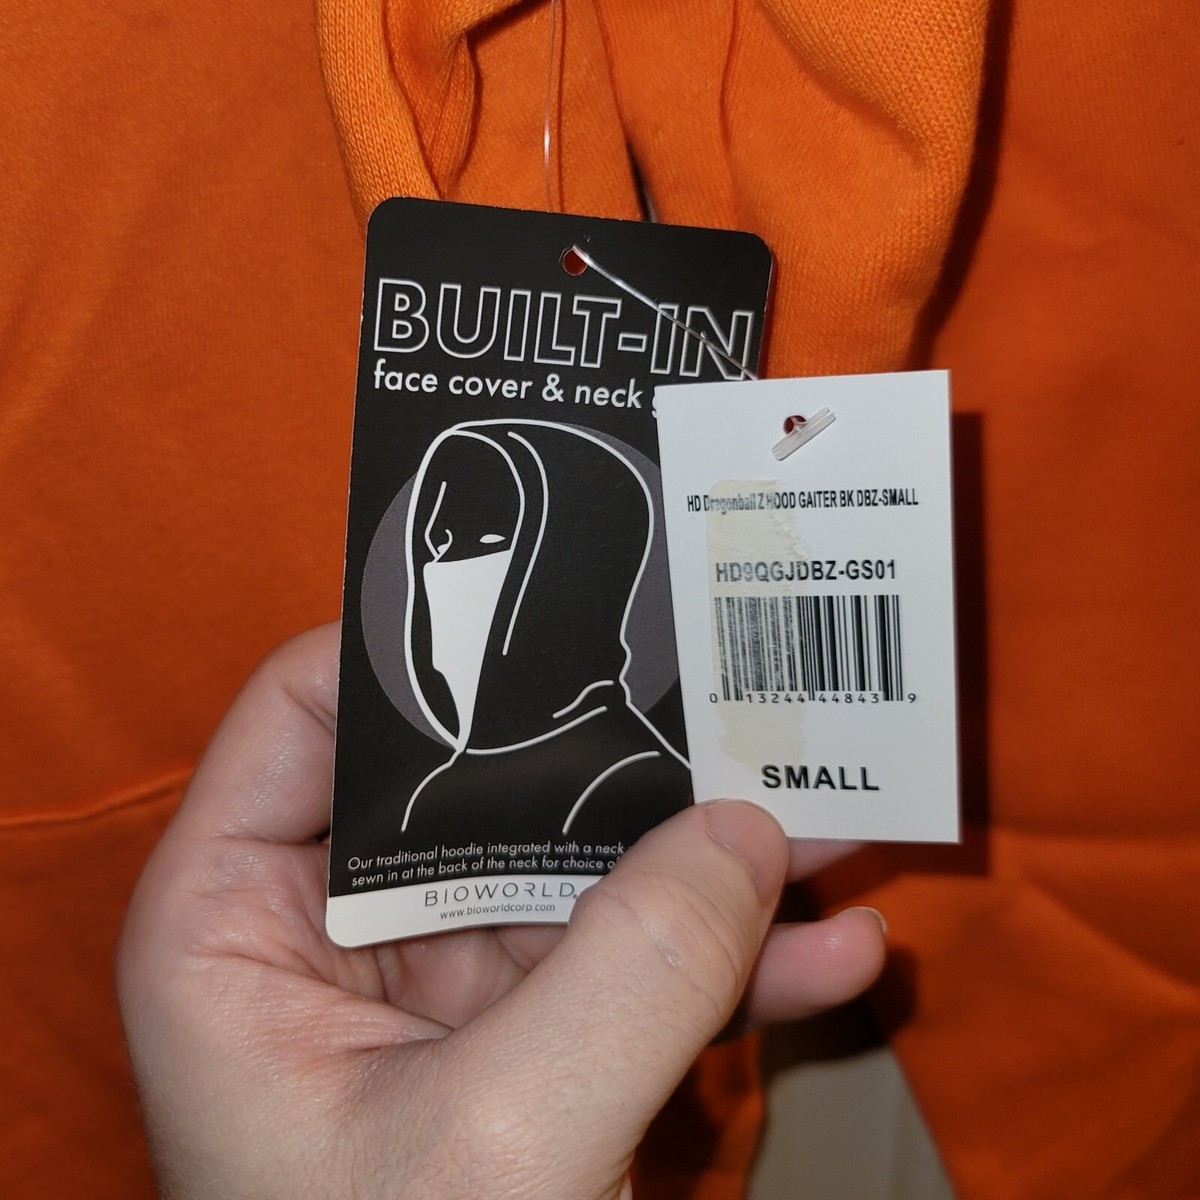 BUILT-IN
face cover & neck
HD Dragonball Z HOOD GAITER BK DBZ-SMALL
HD9QGJDBZ-GS01
0 13244 44843 9
SMALL
Our traditional hoodie integrated with a neck
sewn in at the back of the neck for choice of
BIOWORLD
www.bioworldcorp.com